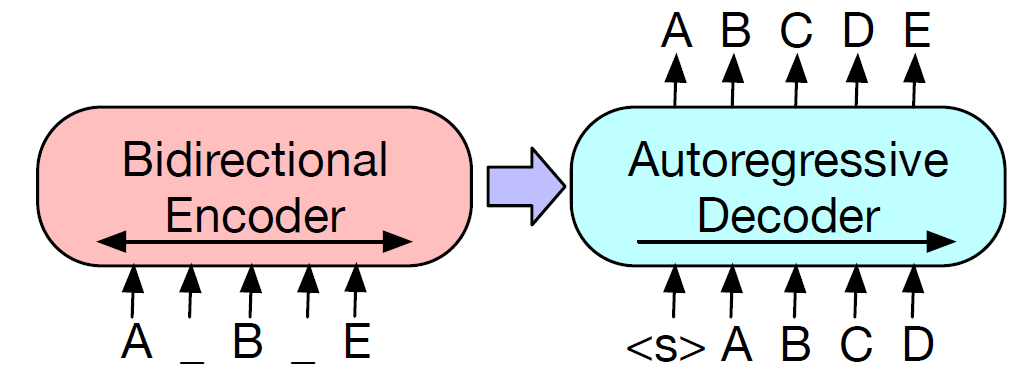 A B C D E
Bidirectional
Encoder
Autoregressive
Decoder
A _ B _ E
<s> A B C D